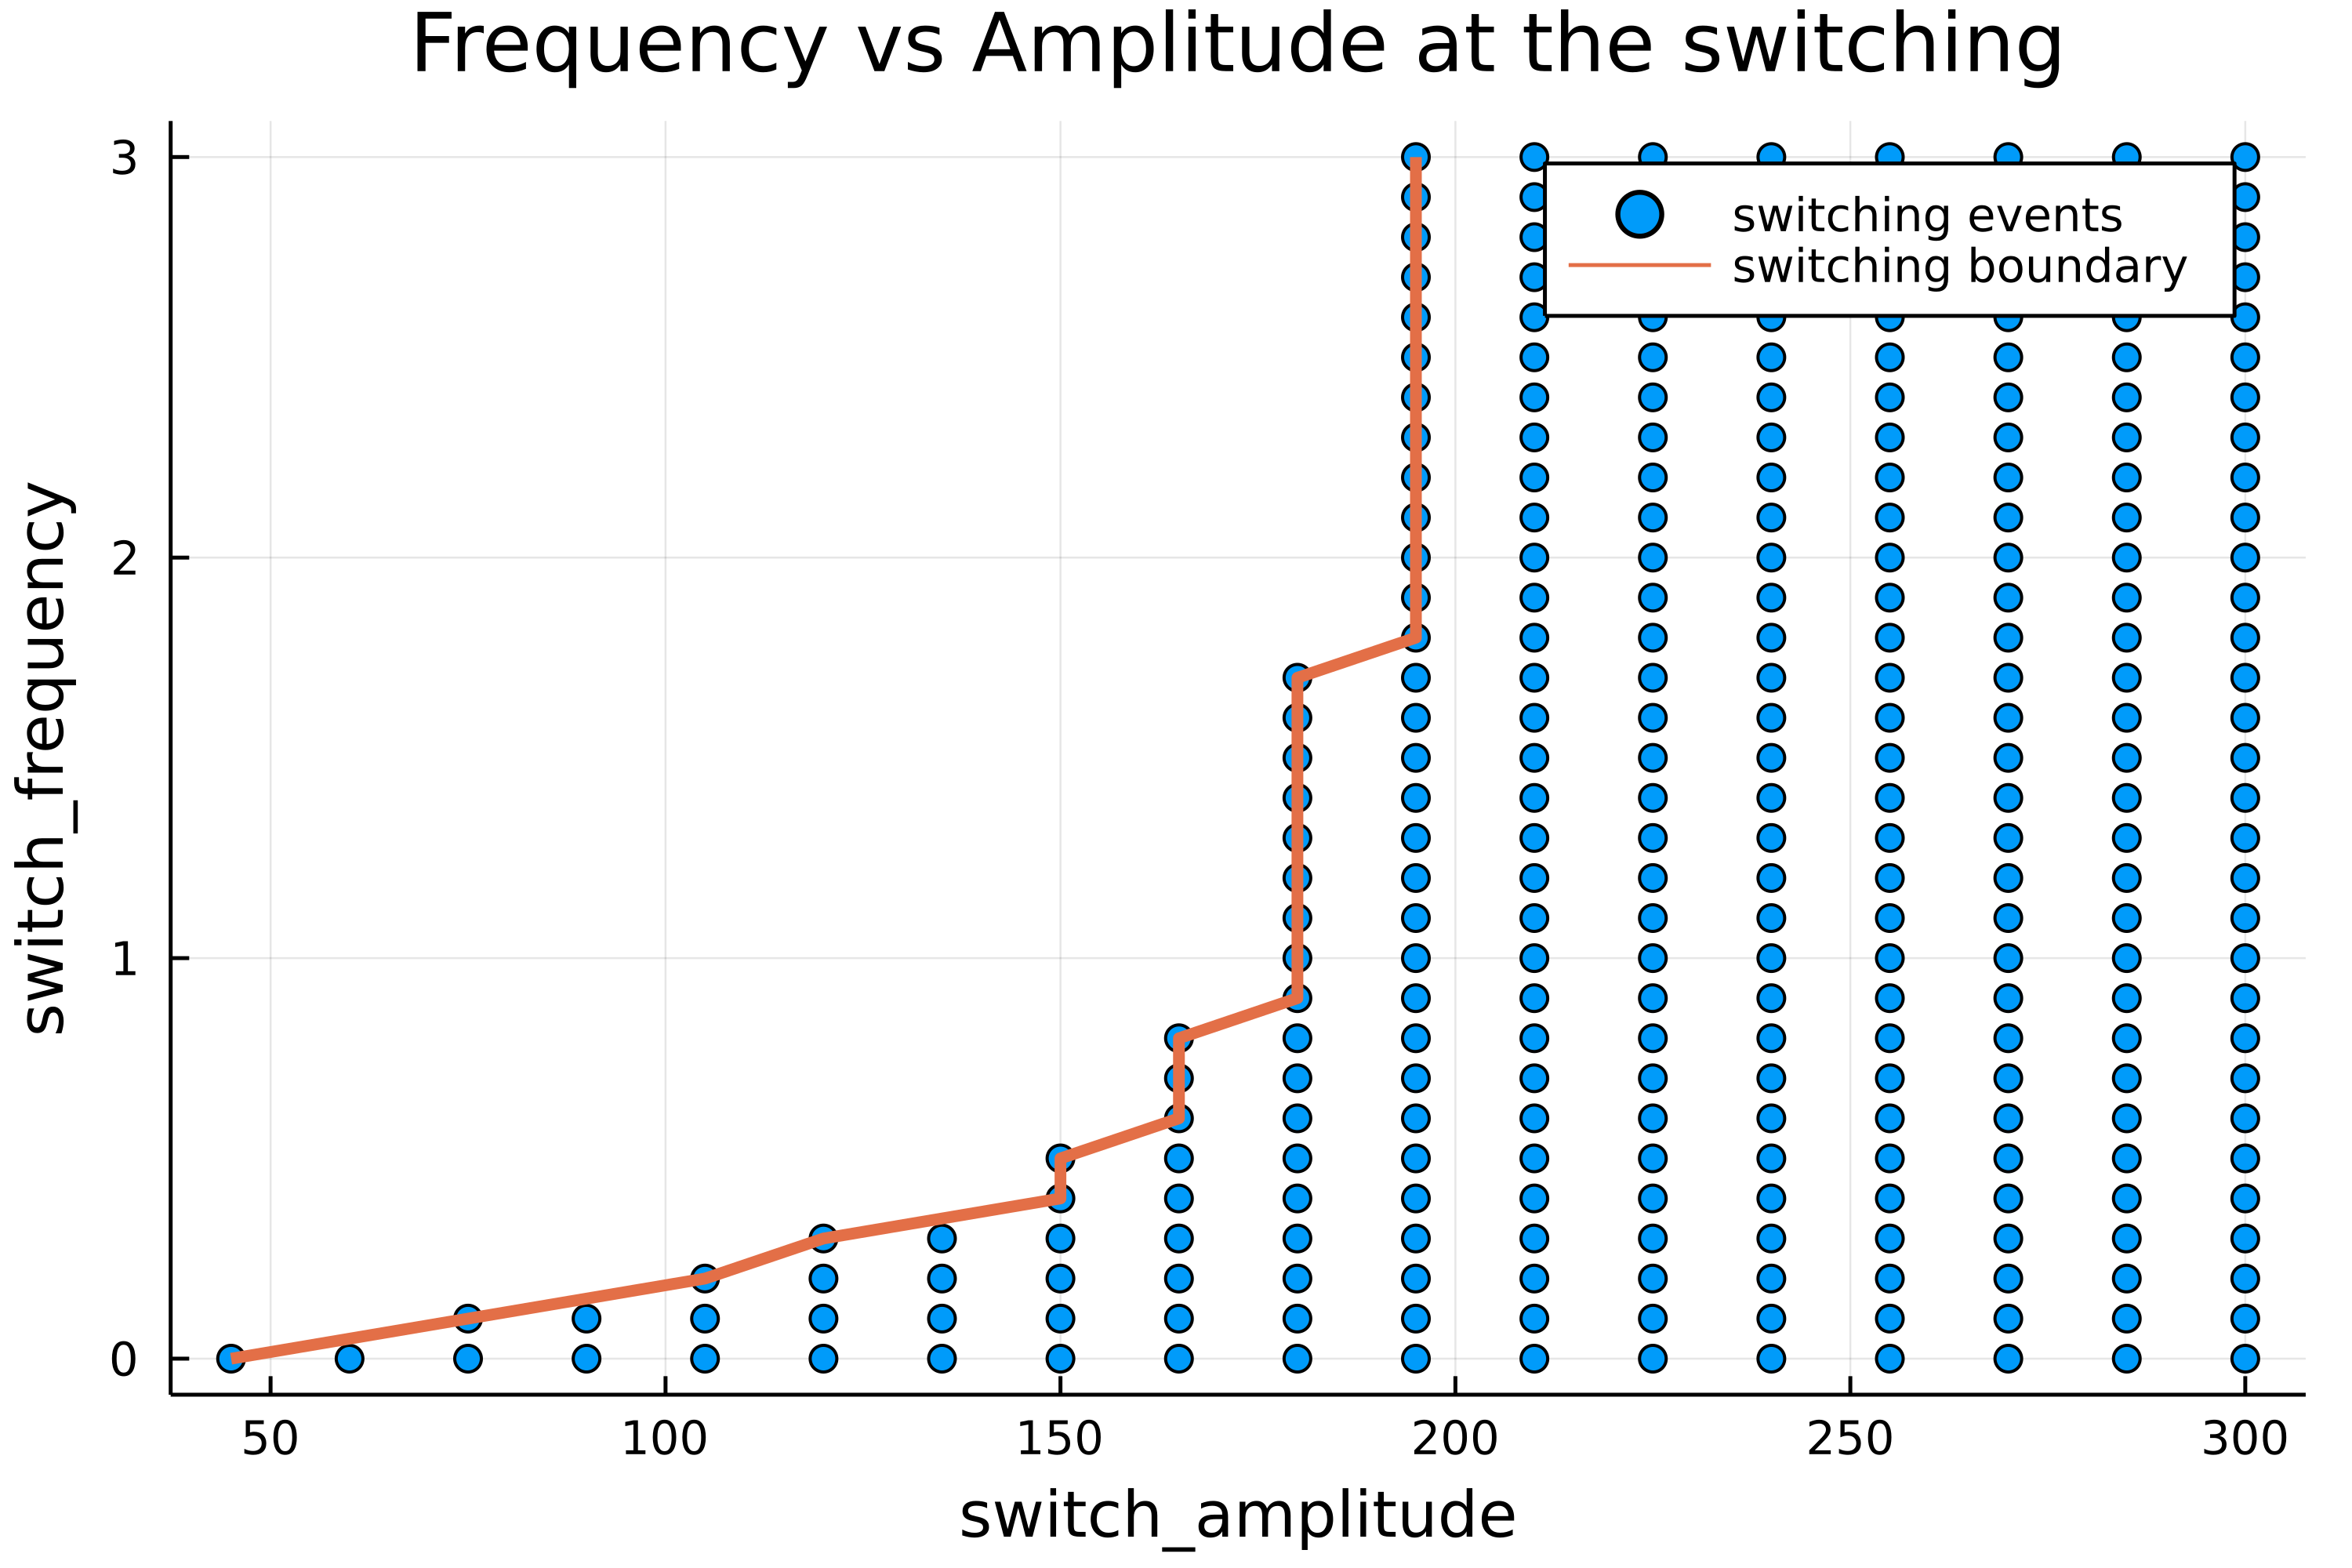 Frequency vs Amplitude at the switching
3
2
1
0
switch_frequency
switching events
switching boundary
50 100 150 200 250 300
switch_amplitude